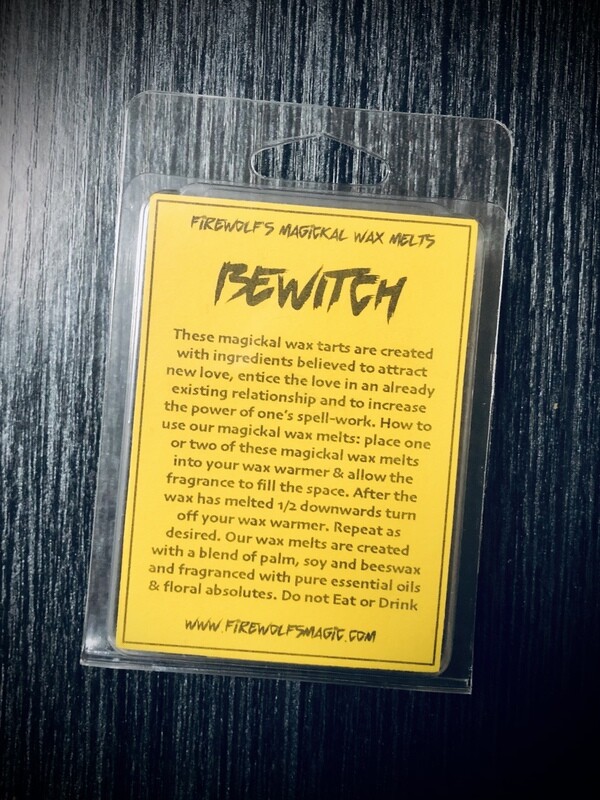 FIREWOLF'S MAGICKAL WAX MELTS
BEWITCH
These magickal wax tarts are created
with ingredients believed to attract
new love, entice the love in an already
existing relationship and to increase
the power of one's spell-work. How to
use our magickal wax melts: place one
or two of these magickal wax melts
into your wax warmer & allow the
fragrance to fill the space. After the
wax has melted 1/2 downwards turn
off your wax warmer. Repeat as
desired. Our wax melts are created
with a blend of palm, soy and beeswax
and fragranced with pure essential oils
& floral absolutes. Do not Eat or Drink
WWW.FIREWOLFSMAGIC.COM